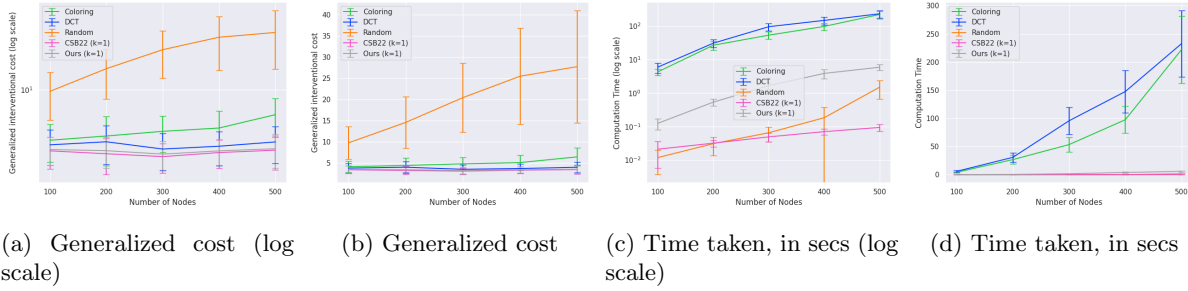 Generalized interventional cost (log scale)
Coloring
DCT
Random
CSB22 (k=1)
Ours (k=1)
10¹
100 200 300 400 500
Number of Nodes
Generalized interventional cost
Coloring
DCT
Random
CSB22 (k=1)
Ours (k=1)
40
35
30
25
20
15
10
5
100 200 300 400 500
Number of Nodes
Computation Time (log scale)
10²
10¹
10⁰
10⁻¹
10⁻²
Coloring
DCT
Random
CSB22 (k=1)
Ours (k=1)
100 200 300 400 500
Number of Nodes
Computation Time
300
250
200
150
100
50
0
Coloring
DCT
Random
CSB22 (k=1)
Ours (k=1)
100 200 300 400 500
Number of Nodes
(a) Generalized cost (log
scale)
(b) Generalized cost
(c) Time taken, in secs (log
scale)
(d) Time taken, in secs